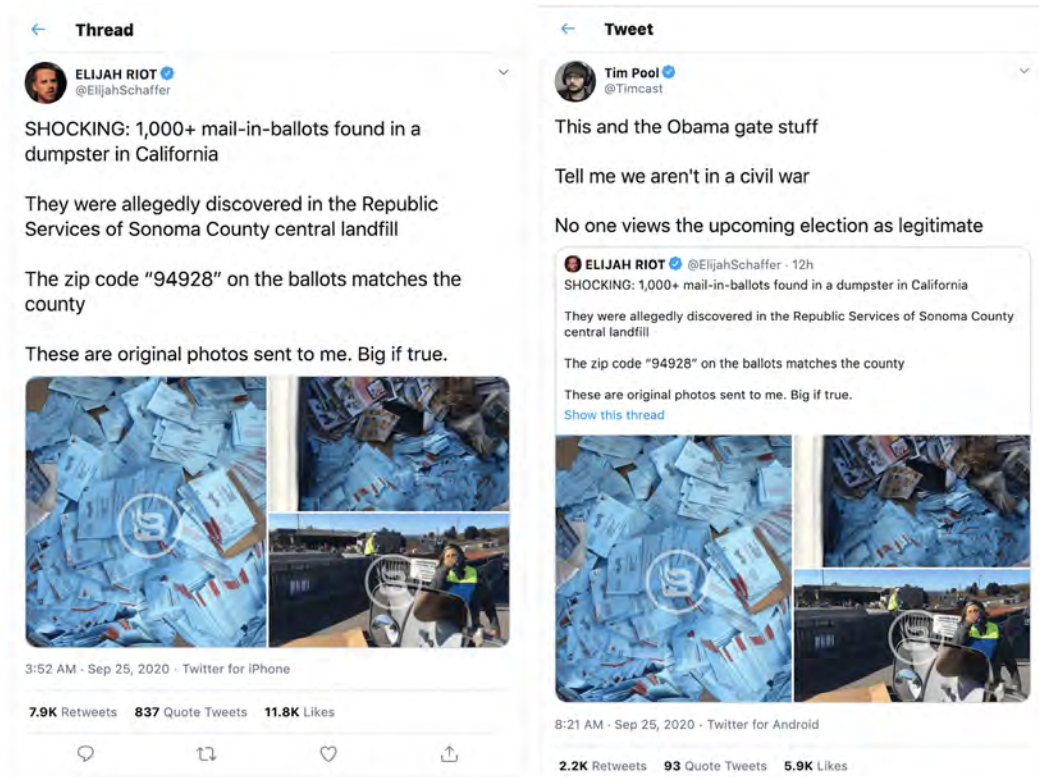 Thread
ELIJAH RIOT
@ElijahSchaffer
SHOCKING: 1,000+ mail-in-ballots found in a
dumpster in California
They were allegedly discovered in the Republic
Services of Sonoma County central landfill
The zip code “94928” on the ballots matches the
county
These are original photos sent to me. Big if true.
3:52 AM · Sep 25, 2020 · Twitter for iPhone
7.9K Retweets 837 Quote Tweets 11.8K Likes
Tweet
Tim Pool
@Timcast
This and the Obama gate stuff
Tell me we aren't in a civil war
No one views the upcoming election as legitimate
ELIJAH RIOT @ElijahSchaffer · 12h
SHOCKING: 1,000+ mail-in-ballots found in a dumpster in California
They were allegedly discovered in the Republic Services of Sonoma County
central landfill
The zip code “94928” on the ballots matches the county
These are original photos sent to me. Big if true.
Show this thread
8:21 AM · Sep 25, 2020 · Twitter for Android
2.2K Retweets 93 Quote Tweets 5.9K Likes